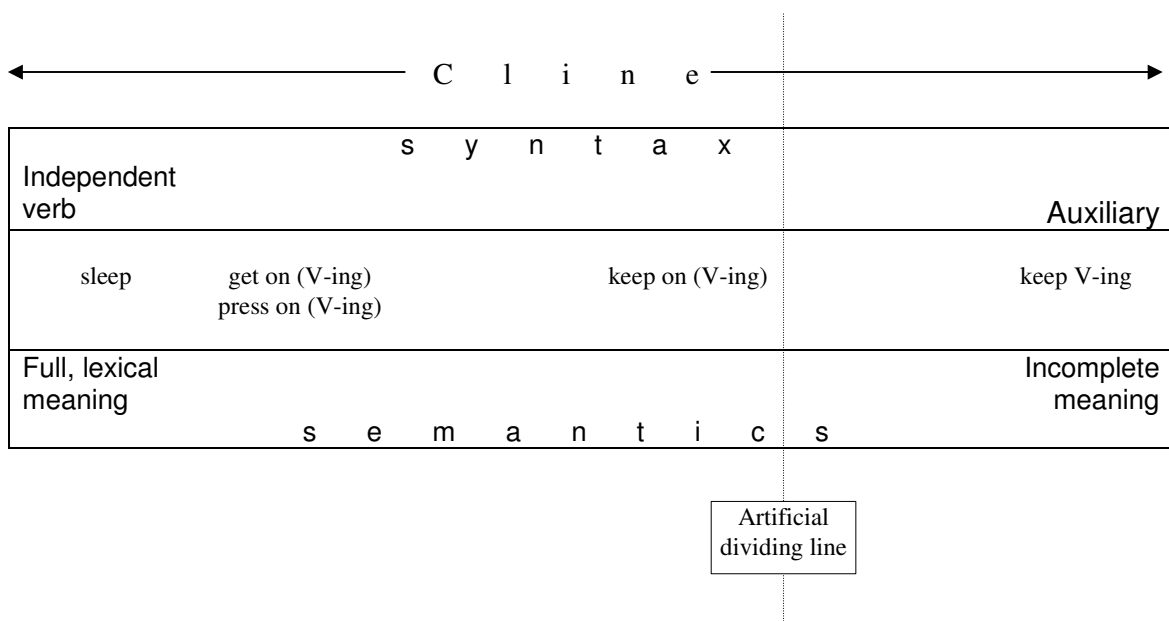 C l i n e
s y n t a x
Independent
verb
Auxiliary
sleep get on (V-ing) keep on (V-ing) keep V-ing
press on (V-ing)
Full, lexical
meaning
Incomplete
meaning
s e m a n t i c s
Artificial
dividing line